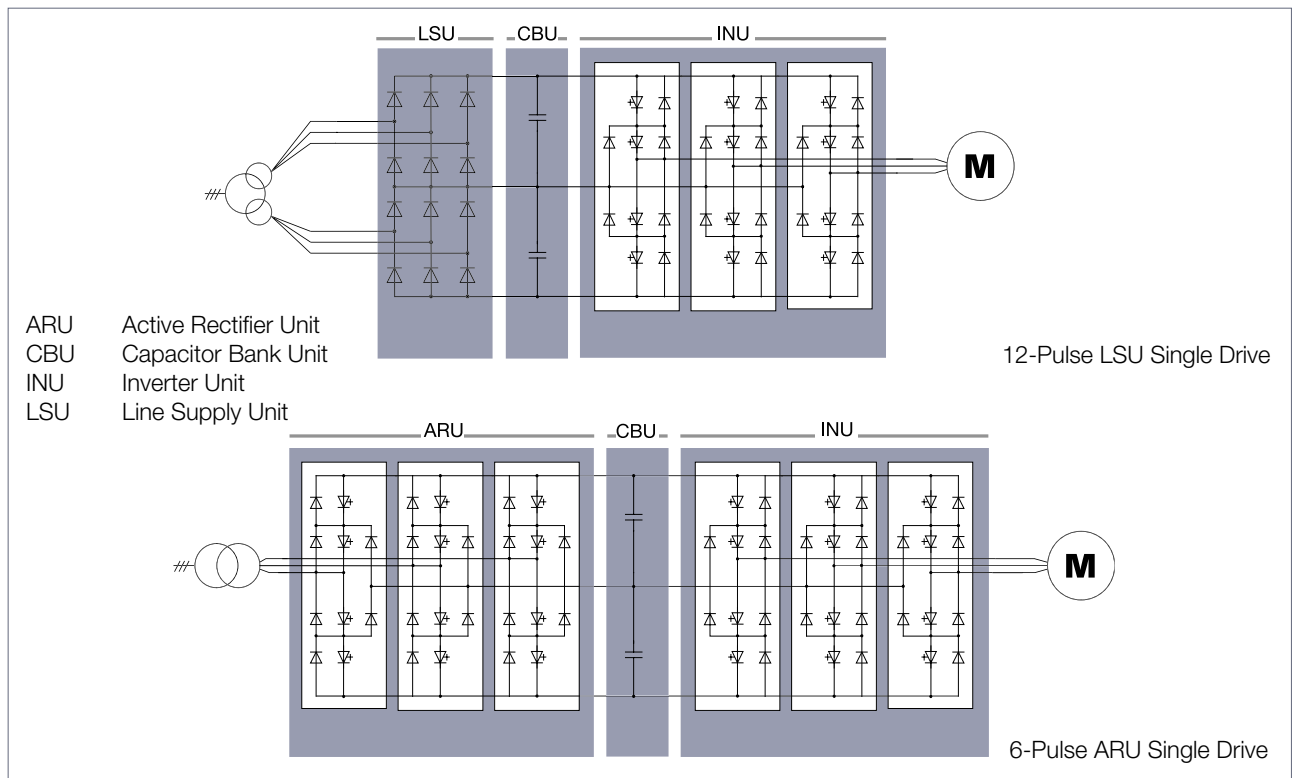 LSU CBU INU
M
ARU Active Rectifier Unit
CBU Capacitor Bank Unit
INU Inverter Unit
LSU Line Supply Unit
12-Pulse LSU Single Drive
ARU CBU INU
M
6-Pulse ARU Single Drive